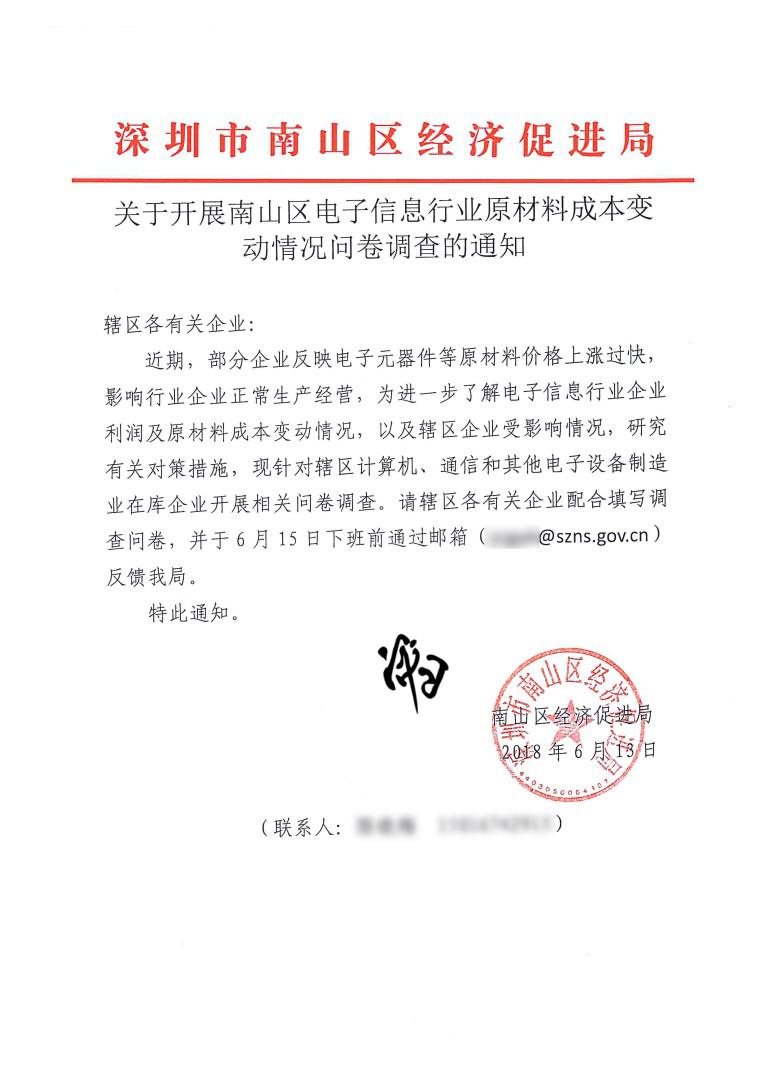 深圳市南山区经济促进局
关于开展南山区电子信息行业原材料成本变
动情况问卷调查的通知
辖区各有关企业：
近期，部分企业反映电子元器件等原材料价格上涨过快，
影响行业企业正常生产经营，为进一步了解电子信息行业企业
利润及原材料成本变动情况，以及辖区企业受影响情况，研究
有关对策措施，现针对辖区计算机、通信和其他电子设备制造
业在库企业开展相关问卷调查。请辖区各有关企业配合填写调
查问卷，并于 6 月 15 日下班前通过邮箱（@szns.gov.cn）
反馈我局。
特此通知。
深圳市南山区经济促进局
南山区经济促进局
2018 年 6 月 13 日
4403050064107
（联系人：）